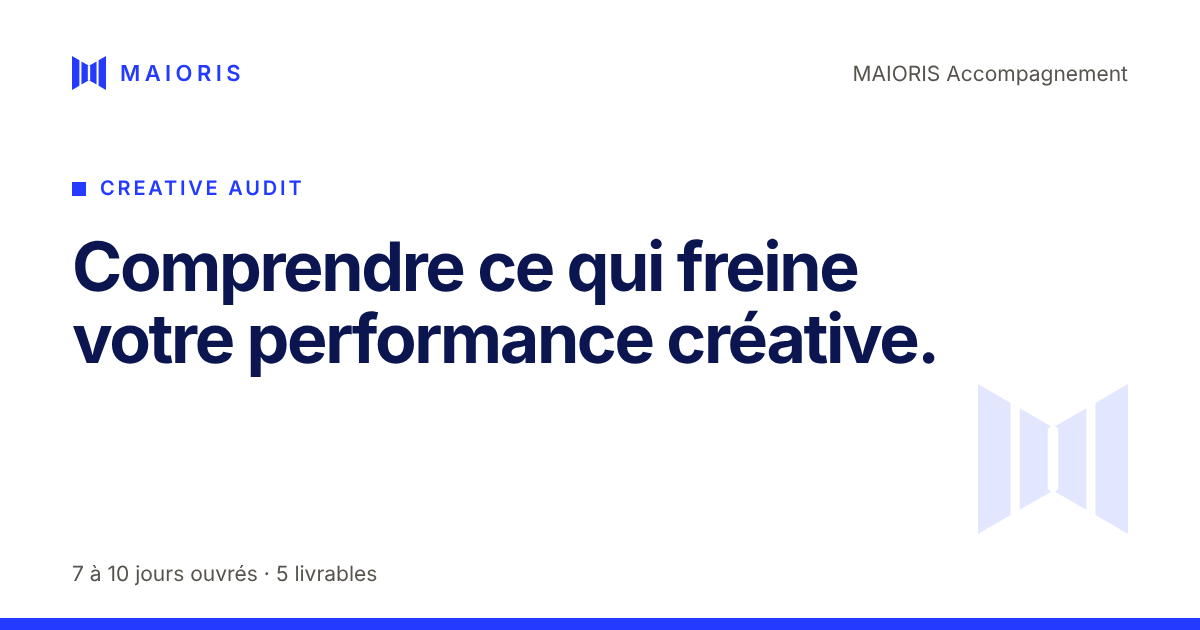 MAIORIS
MAIORIS Accompagnement
CREATIVE AUDIT
Comprendre ce qui freine
votre performance créative.
7 à 10 jours ouvrés · 5 livrables